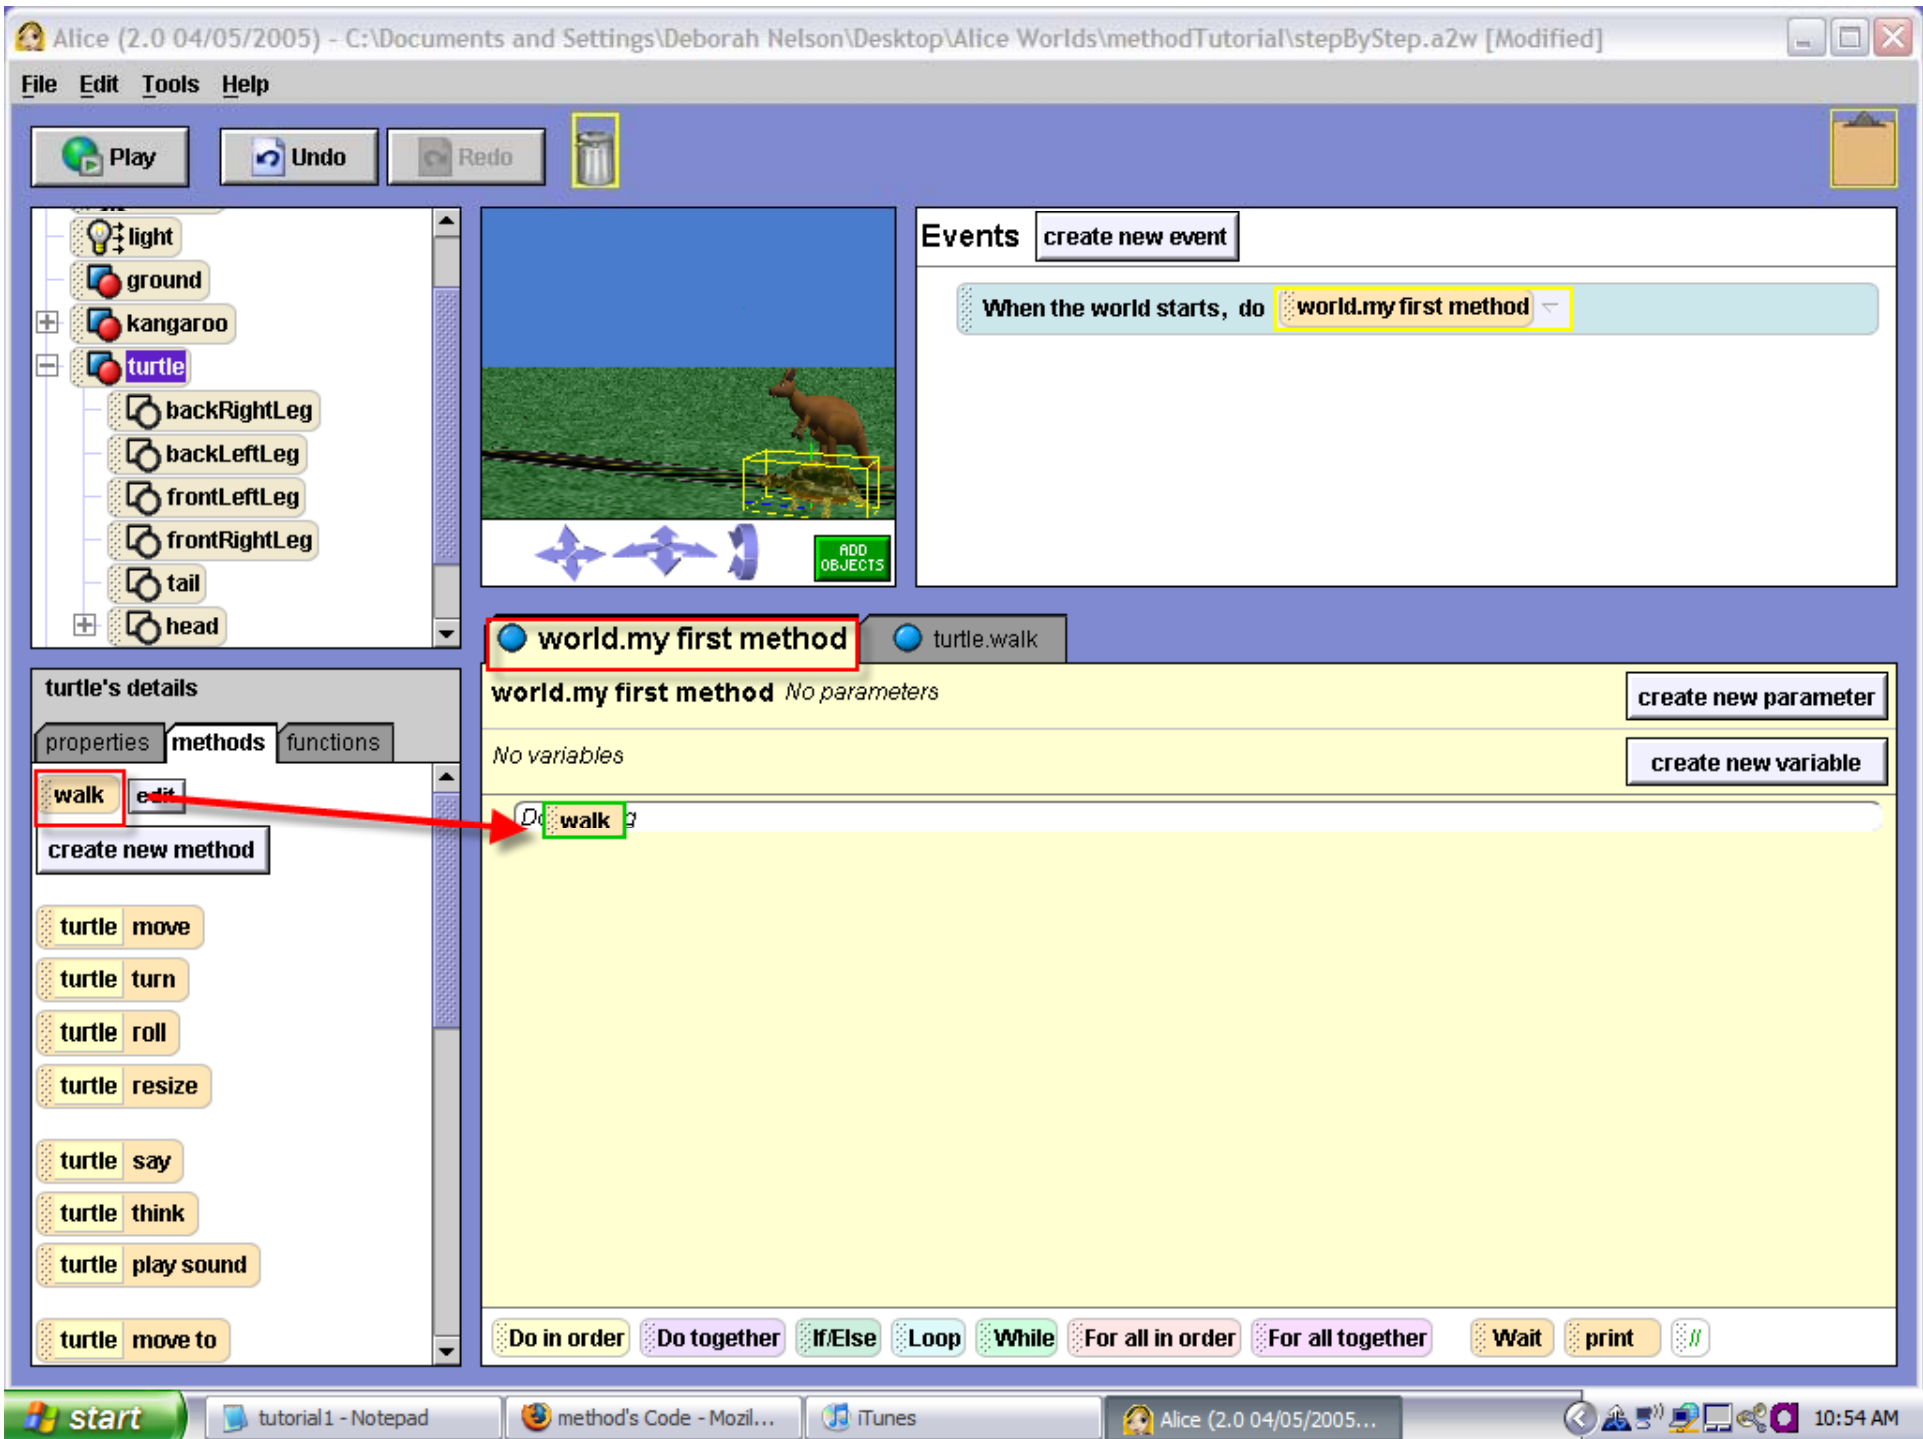 Alice (2.0 04/05/2005) - C:\Documents and Settings\Deborah Nelson\Desktop\Alice Worlds\methodTutorial\stepByStep.a2w [Modified]
File Edit Tools Help
Play Undo Redo
light
ground
kangaroo
turtle
backRightLeg
backLeftLeg
frontLeftLeg
frontRightLeg
tail
head
ADD
OBJECTS
Events create new event
When the world starts, do world.my first method
turtle's details
properties methods functions
walk edit
create new method
turtle move
turtle turn
turtle roll
turtle resize
turtle say
turtle think
turtle play sound
turtle move to
world.my first method turtle.walk
world.my first method No parameters create new parameter
No variables create new variable
walk
Do in order Do together If/Else Loop While For all in order For all together Wait print //
start tutorial1 - Notepad method's Code - Mozil... iTunes Alice (2.0 04/05/2005... 10:54 AM